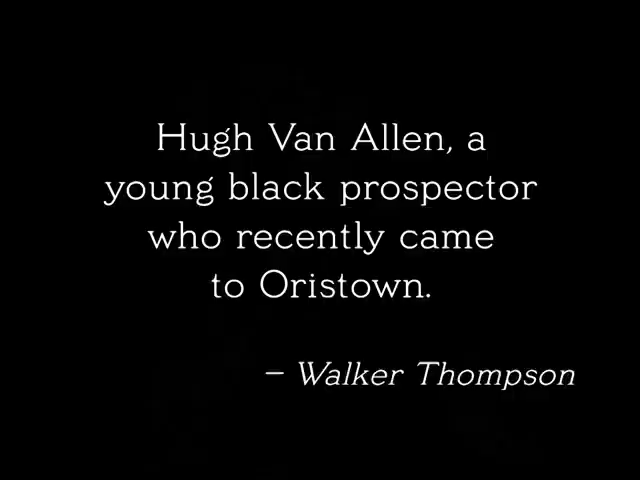 Hugh Van Allen, a
young black prospector
who recently came
to Oristown.
– Walker Thompson